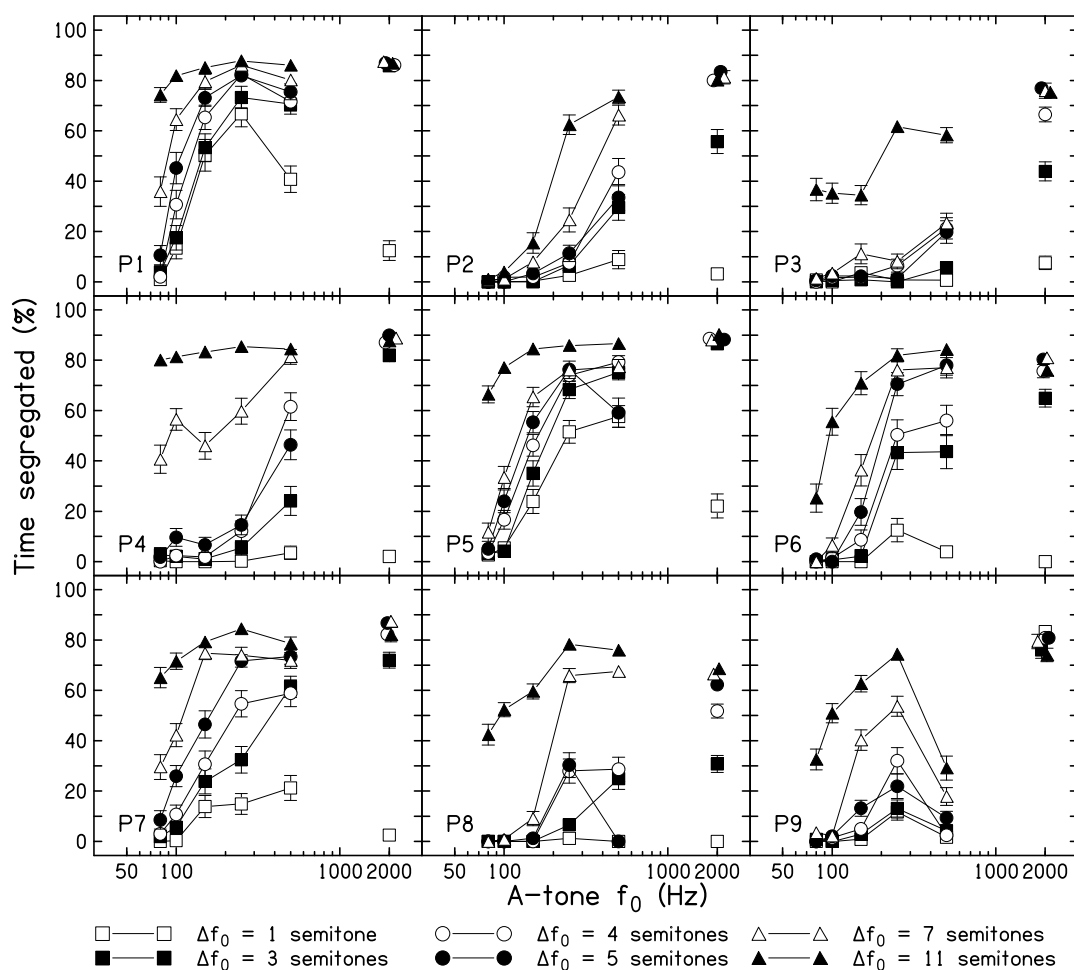 100
80
60
40
20
0
P1
P2
P3
100
80
60
40
20
0
P4
P5
P6
100
80
60
40
20
0
P7
P8
P9
Time segregated (%)
50 100 1000 2000 50 100 1000 2000 50 100 1000 2000
A-tone f₀ (Hz)
Δf₀ = 1 semitone Δf₀ = 4 semitones Δf₀ = 7 semitones
Δf₀ = 3 semitones Δf₀ = 5 semitones Δf₀ = 11 semitones